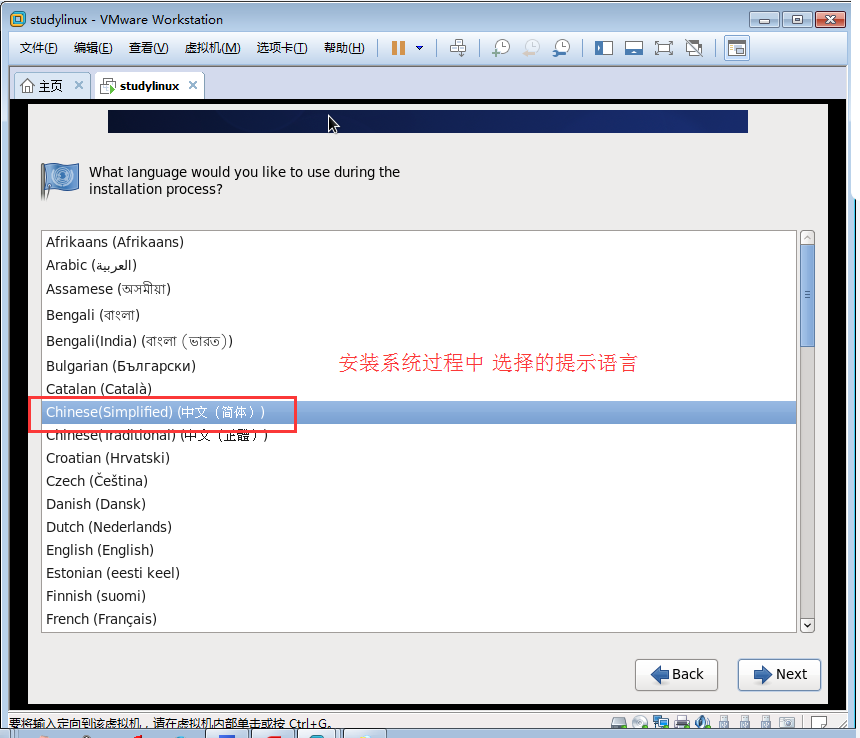 studylinux - VMware Workstation
文件(F) 编辑(E) 查看(V) 虚拟机(M) 选项卡(T) 帮助(H)
主页 studylinux
What language would you like to use during the
installation process?
Afrikaans (Afrikaans)
Arabic (العربية)
Assamese (অসমীয়া)
Bengali (বাংলা)
Bengali(India) (বাংলা (ভারত))
Bulgarian (Български)
安装系统过程中 选择的提示语言
Catalan (Català)
Chinese(Simplified) (中文（简体）)
Chinese(Traditional) (中文（正體）)
Croatian (Hrvatski)
Czech (Čeština)
Danish (Dansk)
Dutch (Nederlands)
English (English)
Estonian (eesti keel)
Finnish (suomi)
French (Français)
Back Next
要将输入定向到该虚拟机，请在虚拟机内部单击或按 Ctrl+G。